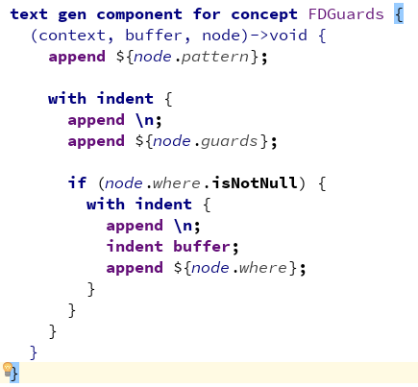 text gen component for concept FDGuards {
  (context, buffer, node)->void {
    append ${node.pattern};

    with indent {
      append \n;
      append ${node.guards};

      if (node.where.isNotNull) {
        with indent {
          append \n;
          indent buffer;
          append ${node.where};
        }
      }
    }
  }
}